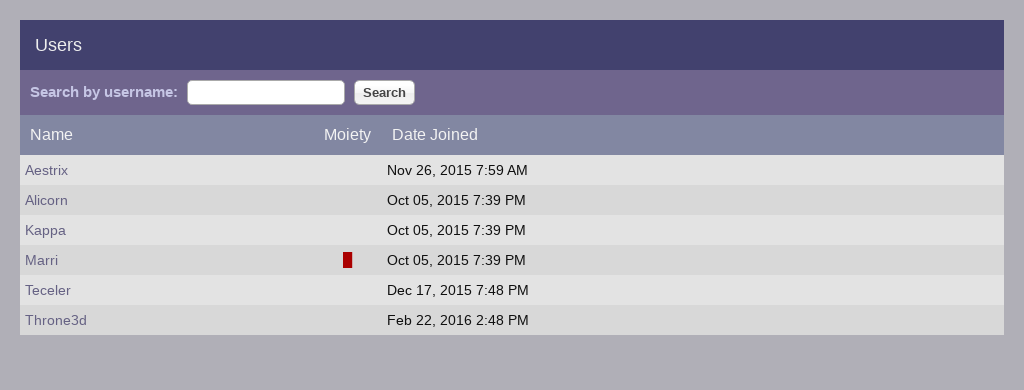 Users
Search by username: Search
Name Moiety Date Joined
Aestrix Nov 26, 2015 7:59 AM
Alicorn Oct 05, 2015 7:39 PM
Kappa Oct 05, 2015 7:39 PM
Marri Oct 05, 2015 7:39 PM
Teceler Dec 17, 2015 7:48 PM
Throne3d Feb 22, 2016 2:48 PM